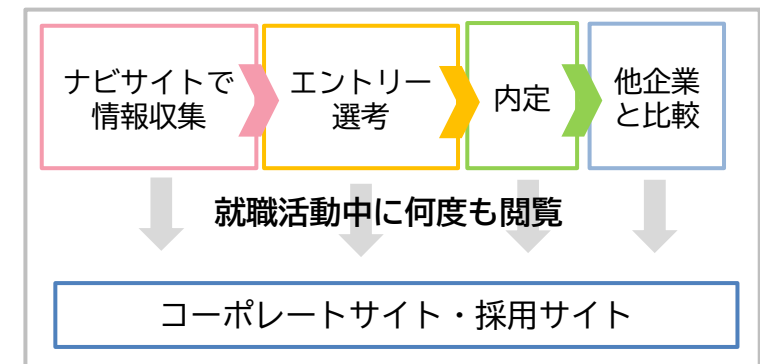 ナビサイトで
情報収集
エントリー
選考
内定
他企業
と比較
就職活動中に何度も閲覧
コーポレートサイト・採用サイト